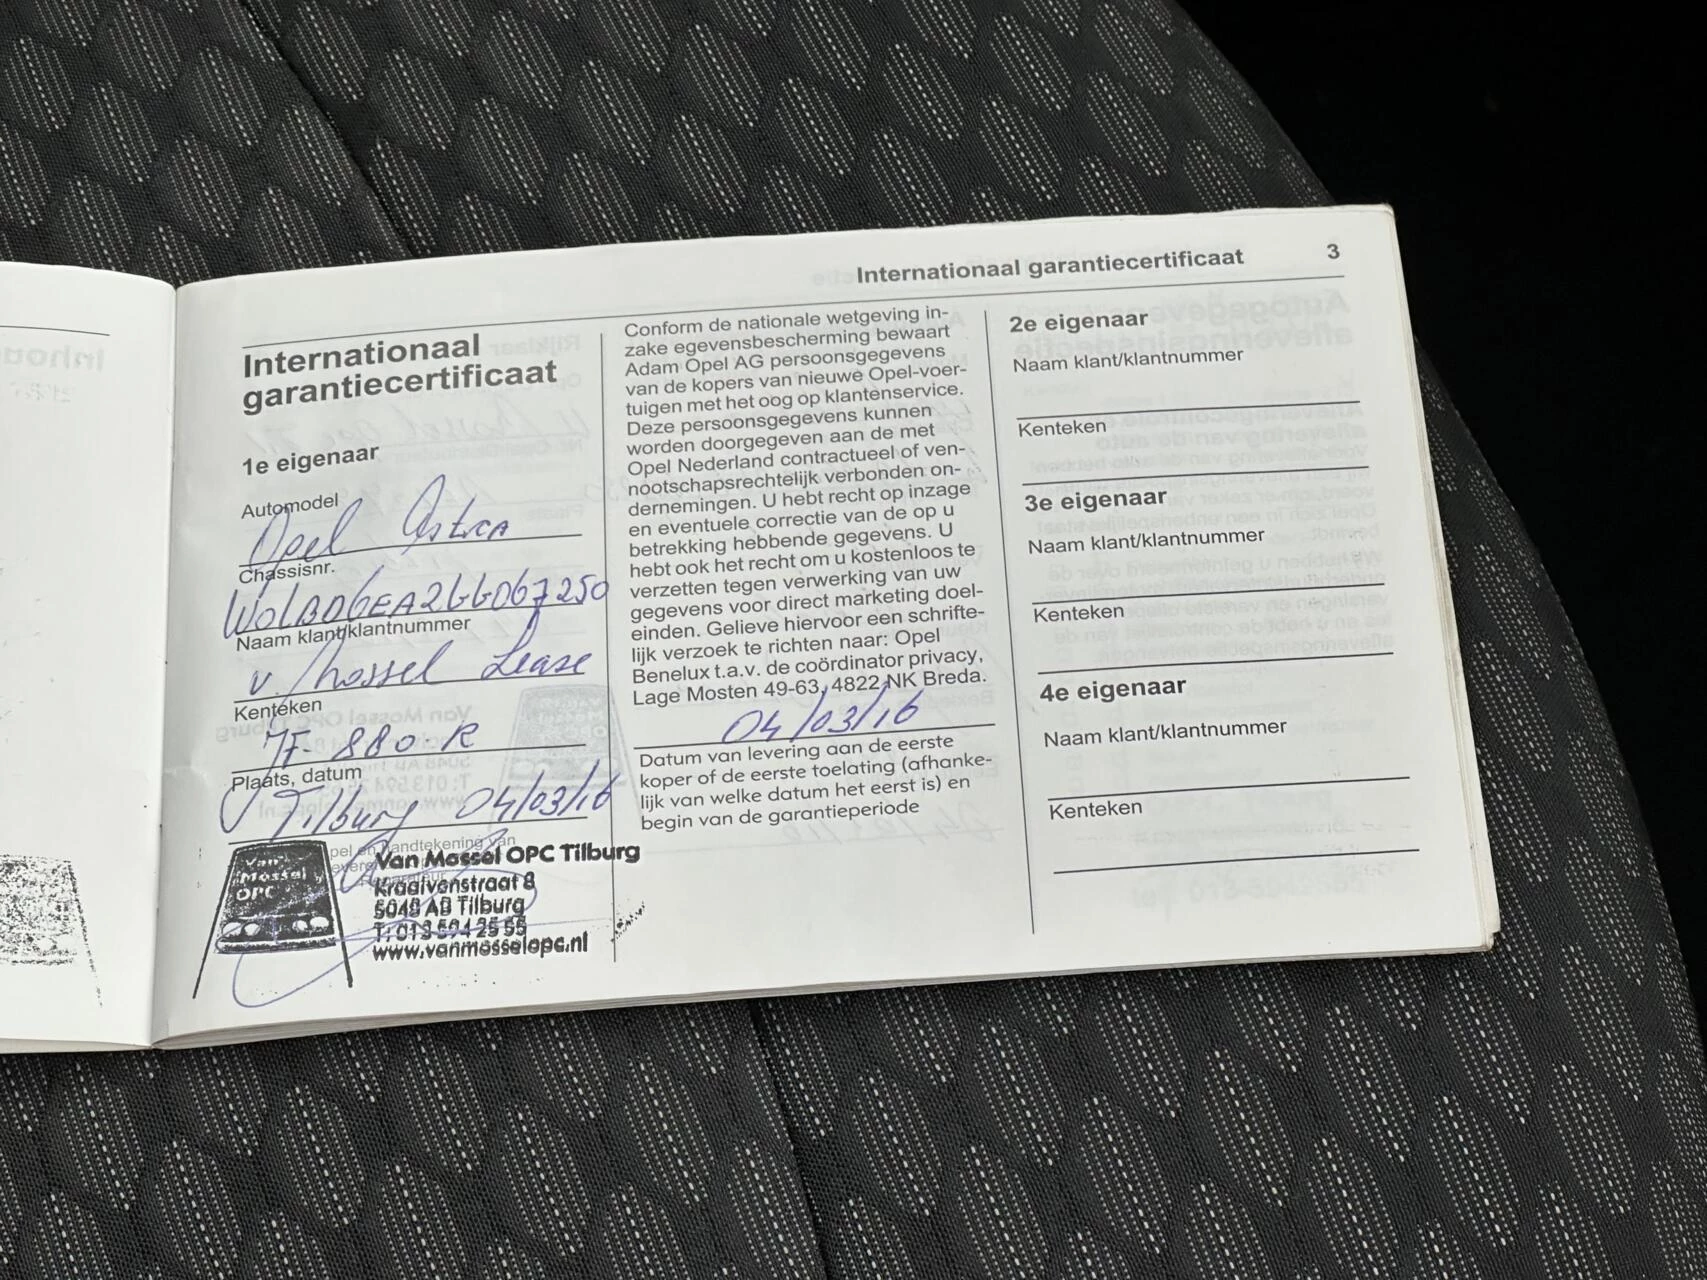 Internationaal garantiecertificaat 3
Internationaal
garantiecertificaat
1e eigenaar
Automodel
Opel Astra
Chassisnr.
W0LBD6EA2GG067250
Naam klant/klantnummer
v. Mossel Lease
Kenteken
Plaats, datum
Tilburg 04/03/16
Van
Mossel
OPC
Van Mossel OPC Tilburg
Kraaivenstraat 8
5048 AB Tilburg
T: 013 594 25 55
www.vanmosselopc.nl
Conform de nationale wetgeving in-
zake egevensbescherming bewaart
Adam Opel AG persoonsgegevens
van de kopers van nieuwe Opel-voer-
tuigen met het oog op klantenservice.
Deze persoonsgegevens kunnen
worden doorgegeven aan de met
Opel Nederland contractueel of ven-
nootschapsrechtelijk verbonden on-
dernemingen. U hebt recht op inzage
en eventuele correctie van de op u
betrekking hebbende gegevens. U
hebt ook het recht om u kosteloos te
verzetten tegen verwerking van uw
gegevens voor direct marketing doel-
einden. Gelieve hiervoor een schrifte-
lijk verzoek te richten naar: Opel
Benelux t.a.v. de coördinator privacy,
Lage Mosten 49-63, 4822 NK Breda.
04/03/16
Datum van levering aan de eerste
koper of de eerste toelating (afhanke-
lijk van welke datum het eerst is) en
begin van de garantieperiode
2e eigenaar
Naam klant/klantnummer
Kenteken
3e eigenaar
Naam klant/klantnummer
Kenteken
4e eigenaar
Naam klant/klantnummer
Kenteken